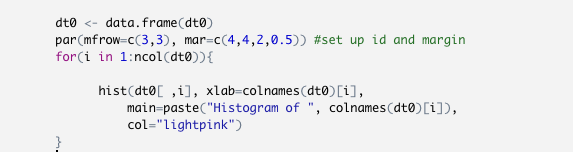 dt0 <- data.frame(dt0)
par(mfrow=c(3,3), mar=c(4,4,2,0.5)) #set up id and margin
for(i in 1:ncol(dt0)){
hist(dt0[ ,i], xlab=colnames(dt0)[i],
main=paste("Histogram of ", colnames(dt0)[i]),
col="lightpink")
}